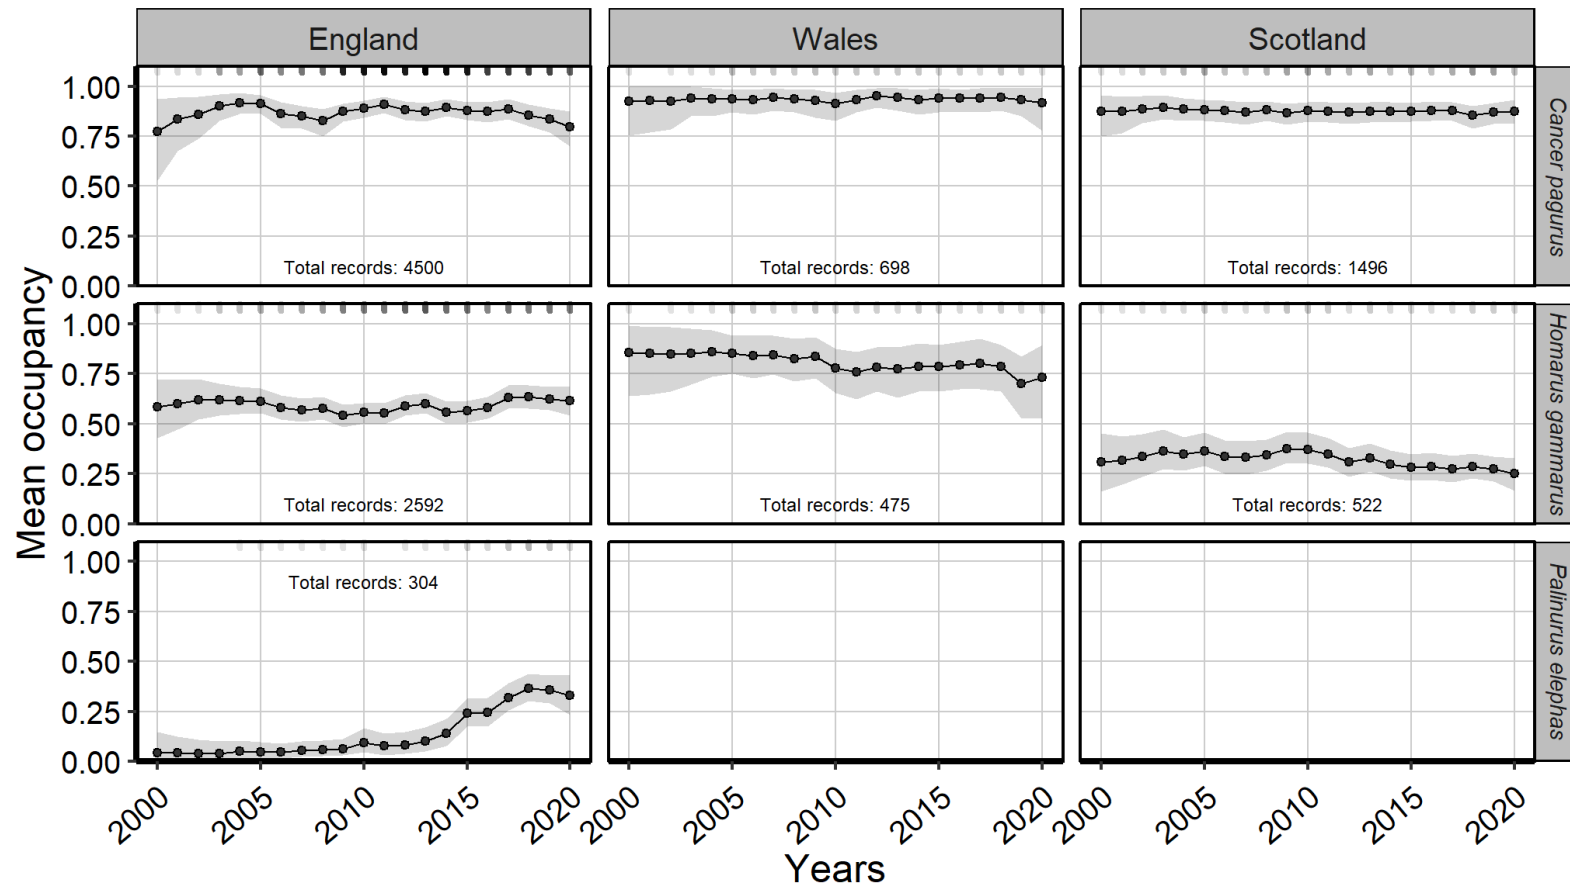 England Wales Scotland
Mean occupancy
1.00
0.75
0.50
0.25
0.00
Total records: 4500 Total records: 698 Total records: 1496
Cancer pagurus
1.00
0.75
0.50
0.25
0.00
Total records: 2592 Total records: 475 Total records: 522
Homarus gammarus
1.00
0.75
0.50
0.25
0.00
Total records: 304
Palinurus elephas
2000 2005 2010 2015 2020 2000 2005 2010 2015 2020 2000 2005 2010 2015 2020
Years